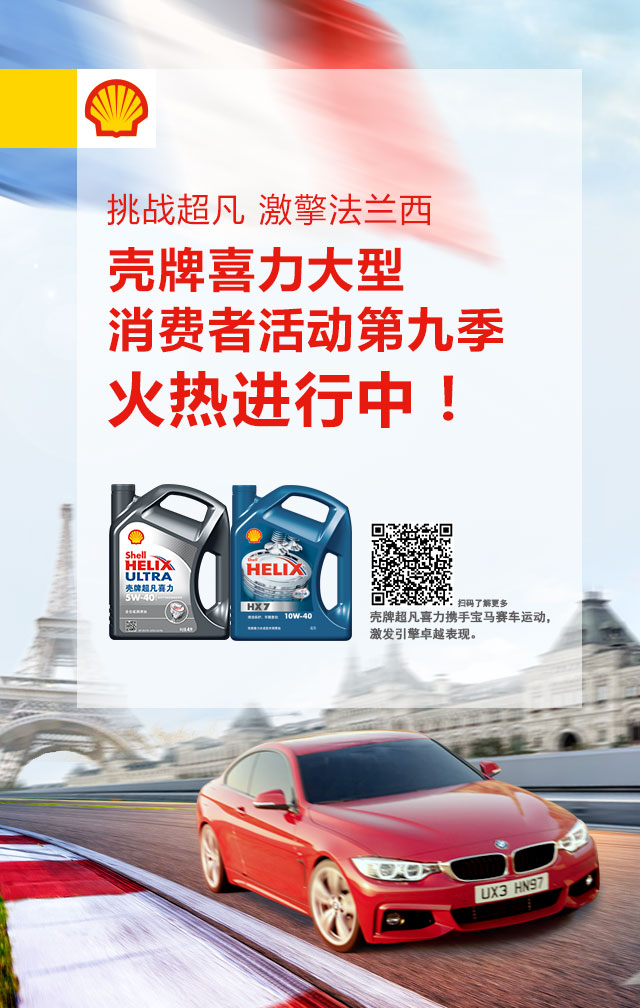 挑战超凡 激擎法兰西
壳牌喜力大型
消费者活动第九季
火热进行中！
Shell
HELIX
ULTRA
壳牌超凡喜力
5W-40
HELIX
HX7
10W-40
扫码了解更多
壳牌超凡喜力携手宝马赛车运动，
激发引擎卓越表现。
UX3 HN97